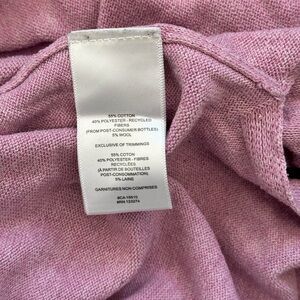 55% COTTON
40% POLYESTER - RECYCLED
FIBERS
(FROM POST-CONSUMER BOTTLES)
5% WOOL
EXCLUSIVE OF TRIMMINGS
55% COTON
40% POLYESTER - FIBRES
RECYCLÉES
(À PARTIR DE BOUTEILLES
POST-CONSOMMATION)
5% LAINE
GARNITURES NON COMPRISES